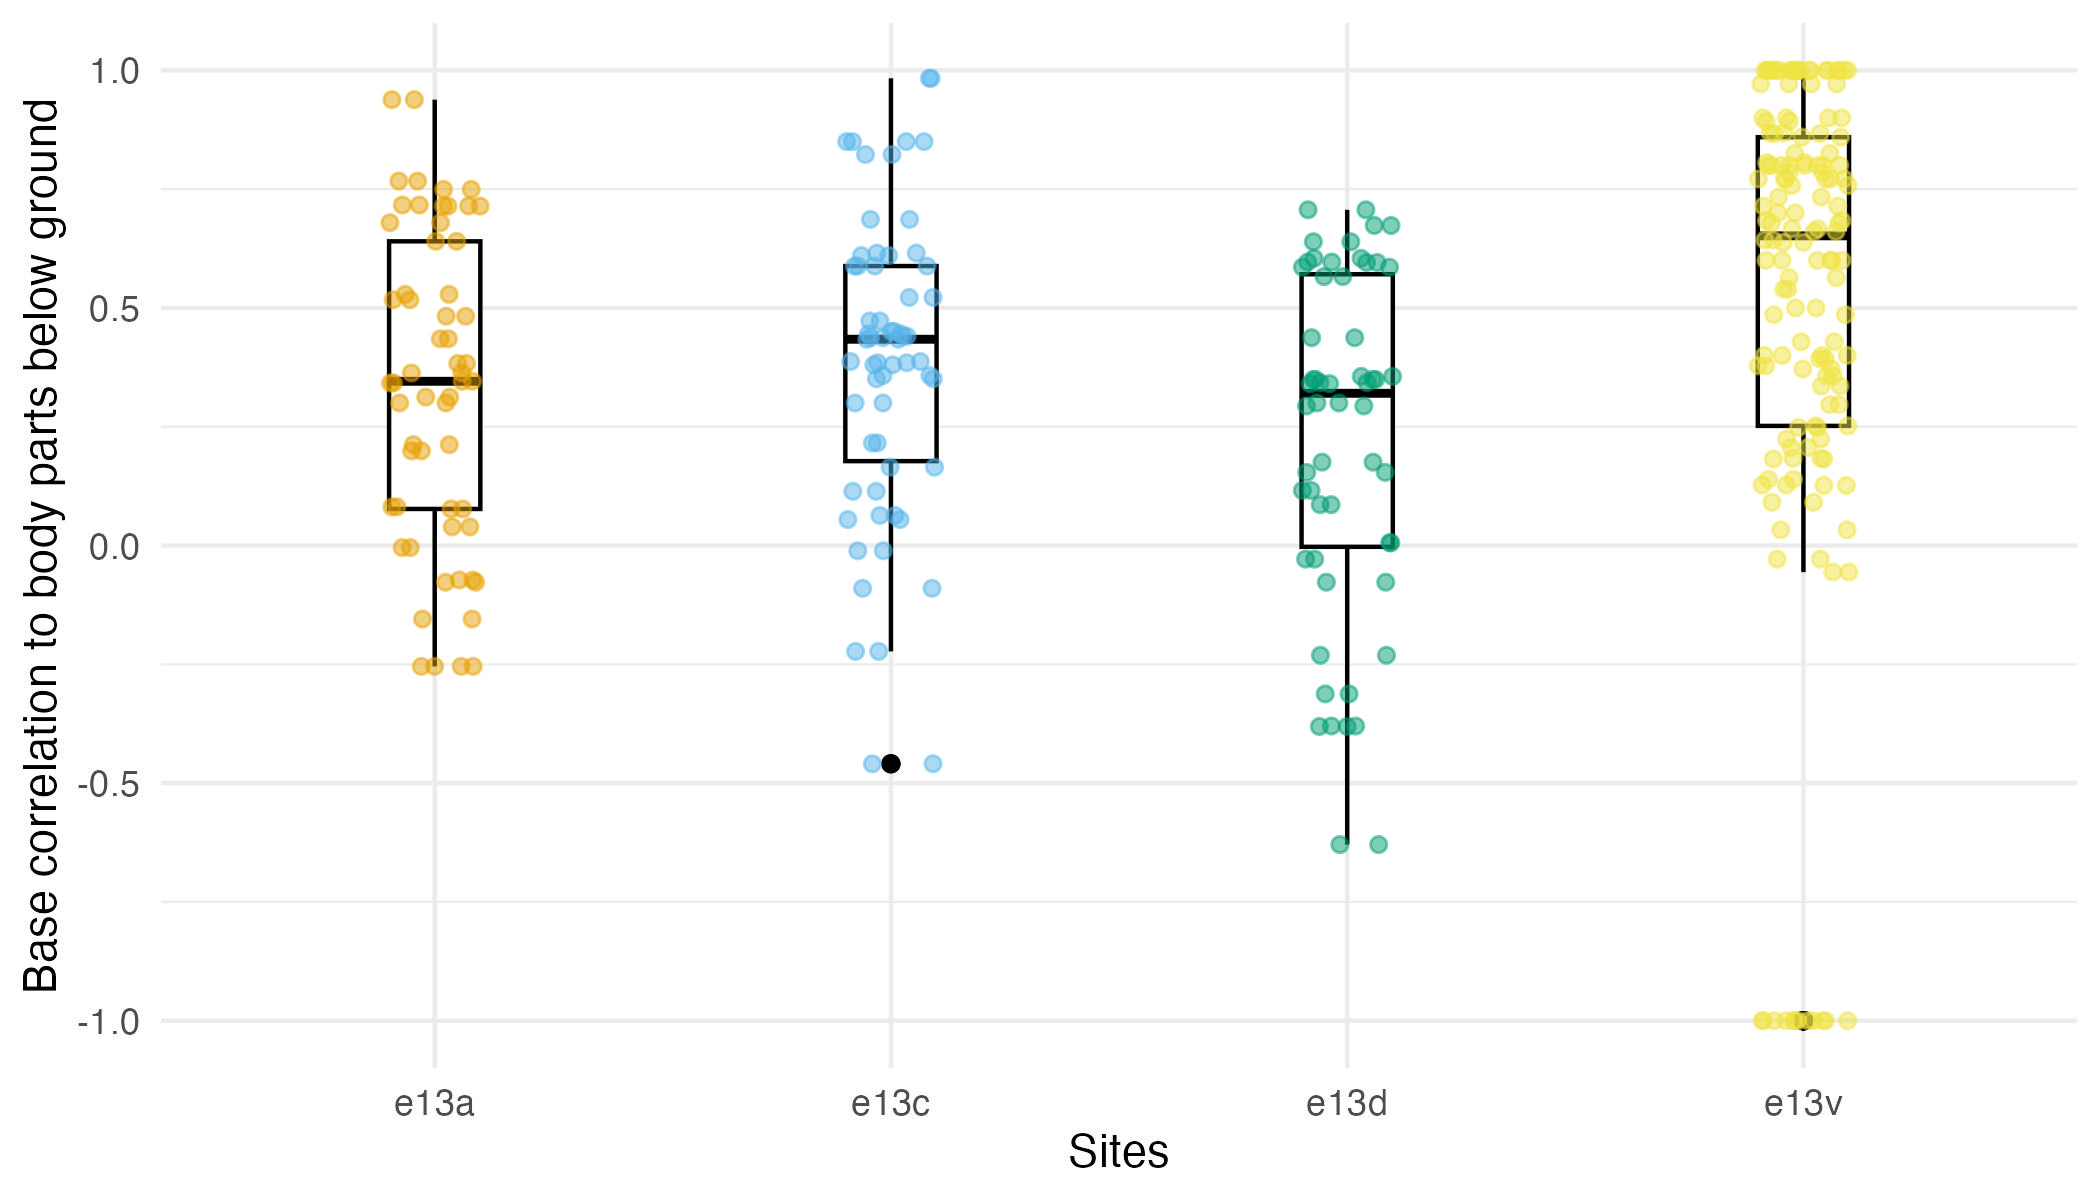 Base correlation to body parts below ground
1.0
0.5
0.0
-0.5
-1.0
e13a
e13c
e13d
e13v
Sites